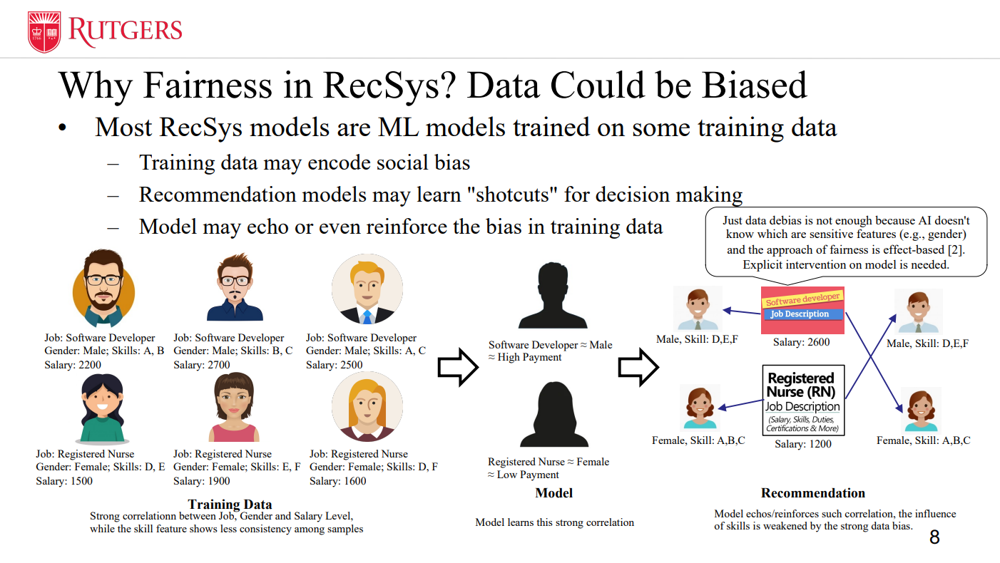 1766
RUTGERS
Why Fairness in RecSys? Data Could be Biased
• Most RecSys models are ML models trained on some training data
– Training data may encode social bias
– Recommendation models may learn "shotcuts" for decision making
– Model may echo or even reinforce the bias in training data
Just data debias is not enough because AI doesn't
know which are sensitive features (e.g., gender)
and the approach of fairness is effect-based [2].
Explicit intervention on model is needed.
Job: Software Developer
Gender: Male; Skills: A, B
Salary: 2200
Job: Software Developer
Gender: Male; Skills: B, C
Salary: 2700
Job: Software Developer
Gender: Male; Skills: A, C
Salary: 2500
Job: Registered Nurse
Gender: Female; Skills: D, E
Salary: 1500
Job: Registered Nurse
Gender: Female; Skills: E, F
Salary: 1900
Job: Registered Nurse
Gender: Female; Skills: D, F
Salary: 1600
Training Data
Strong correlationn between Job, Gender and Salary Level,
while the skill feature shows less consistency among samples
Software Developer ≈ Male
≈ High Payment
Registered Nurse ≈ Female
≈ Low Payment
Model
Model learns this strong correlation
Male, Skill: D,E,F
Software developer
Job Description
Salary: 2600
Male, Skill: D,E,F
Female, Skill: A,B,C
Registered
Nurse (RN)
Job Description
(Salary, Skills, Duties,
Certifications & More)
Salary: 1200
Female, Skill: A,B,C
Recommendation
Model echos/reinforces such correlation, the influence
of skills is weakened by the strong data bias.
8